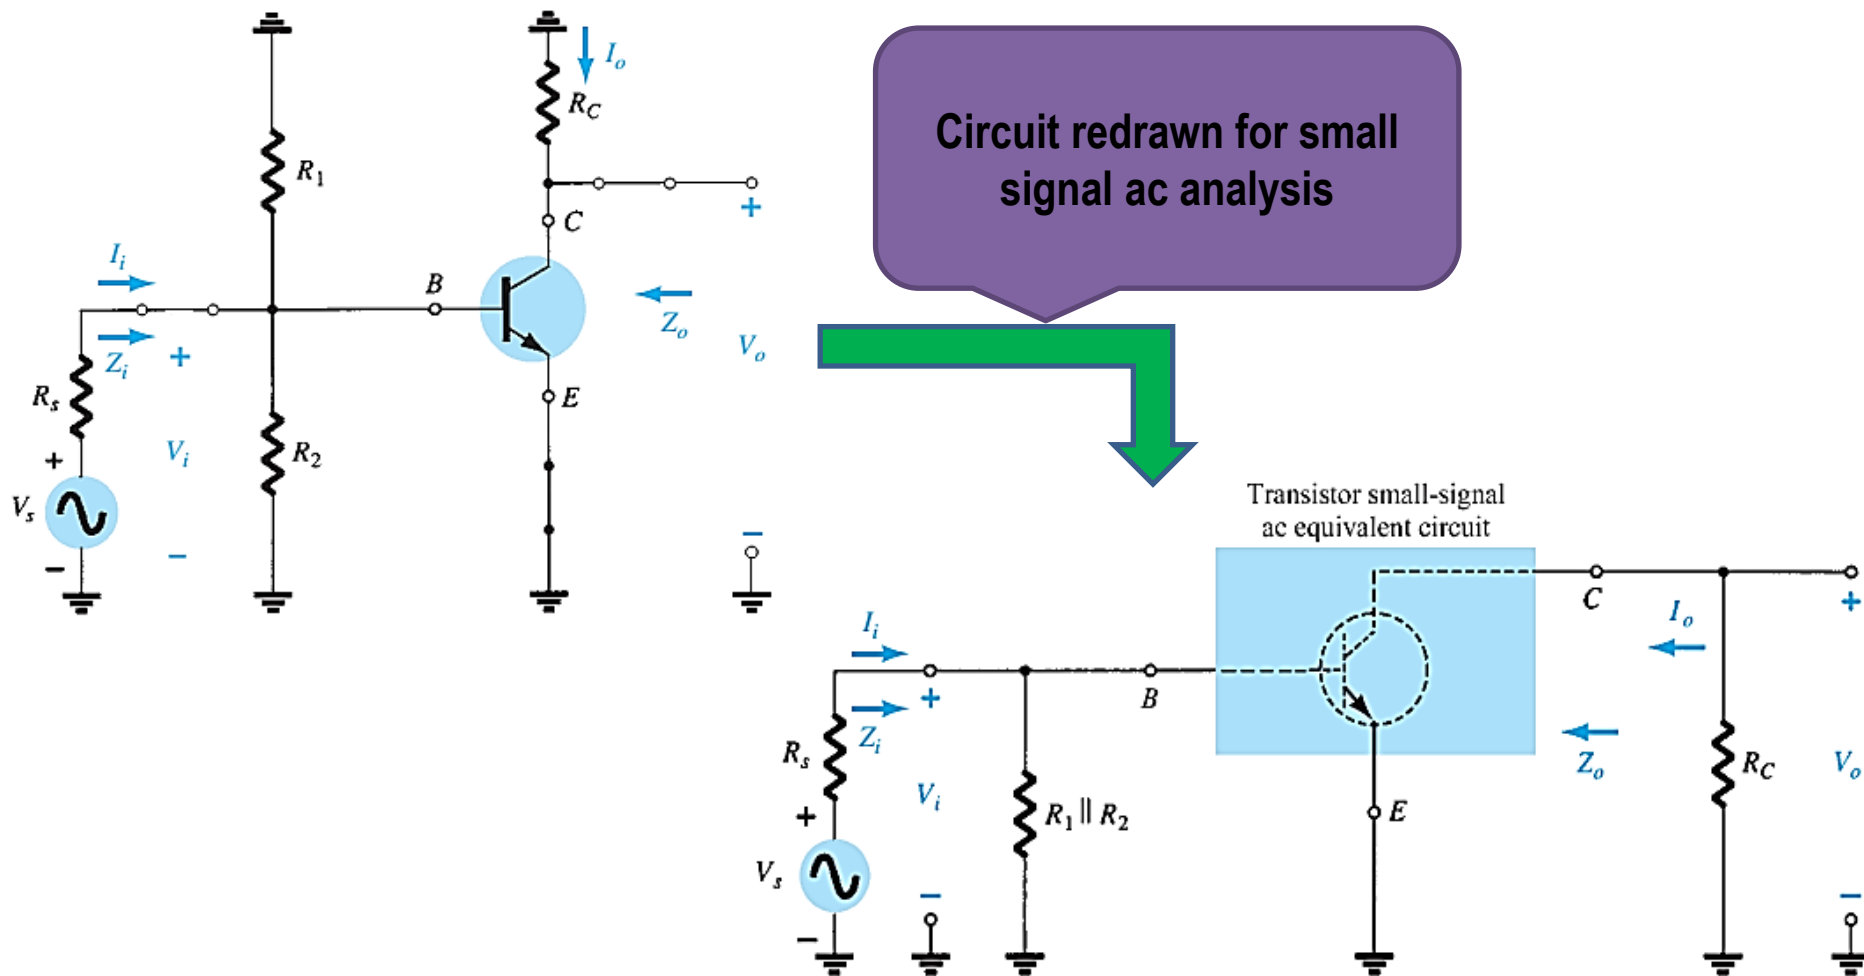 I_o
R_C
Circuit redrawn for small
signal ac analysis
R_1
C
I_i
B
Z_o
Z_i
+
+
V_o
R_s
E
+
V_i
R_2
V_s
−
−
−
Transistor small-signal
ac equivalent circuit
C
+
I_i
I_o
+
B
Z_i
R_s
Z_o
R_C
V_o
V_i
+
R_1 || R_2
E
V_s
−
−
−